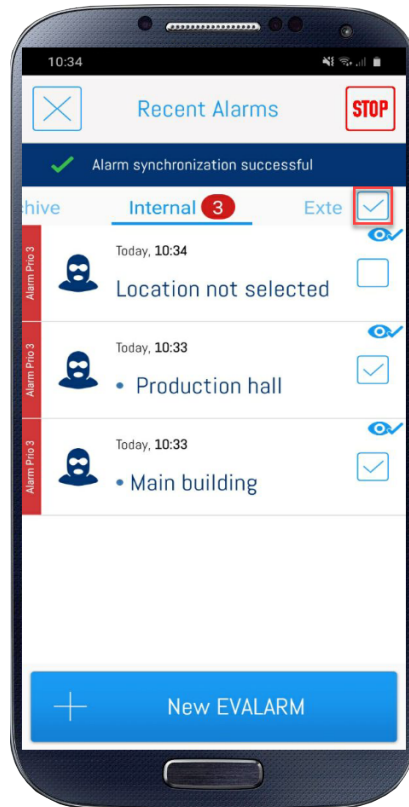 10:34
Recent Alarms
STOP
Alarm synchronization successful
hive
Internal 3
Exte
Alarm Prio 3
Today, 10:34
Location not selected
Alarm Prio 3
Today, 10:33
• Production hall
Alarm Prio 3
Today, 10:33
• Main building
New EVALARM